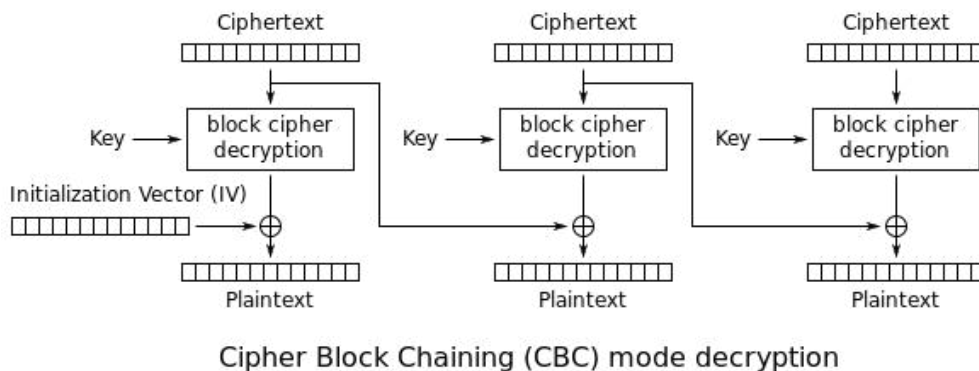 Ciphertext
Ciphertext
Ciphertext
Key
block cipher
decryption
Key
block cipher
decryption
Key
block cipher
decryption
Initialization Vector (IV)
Plaintext
Plaintext
Plaintext
Cipher Block Chaining (CBC) mode decryption